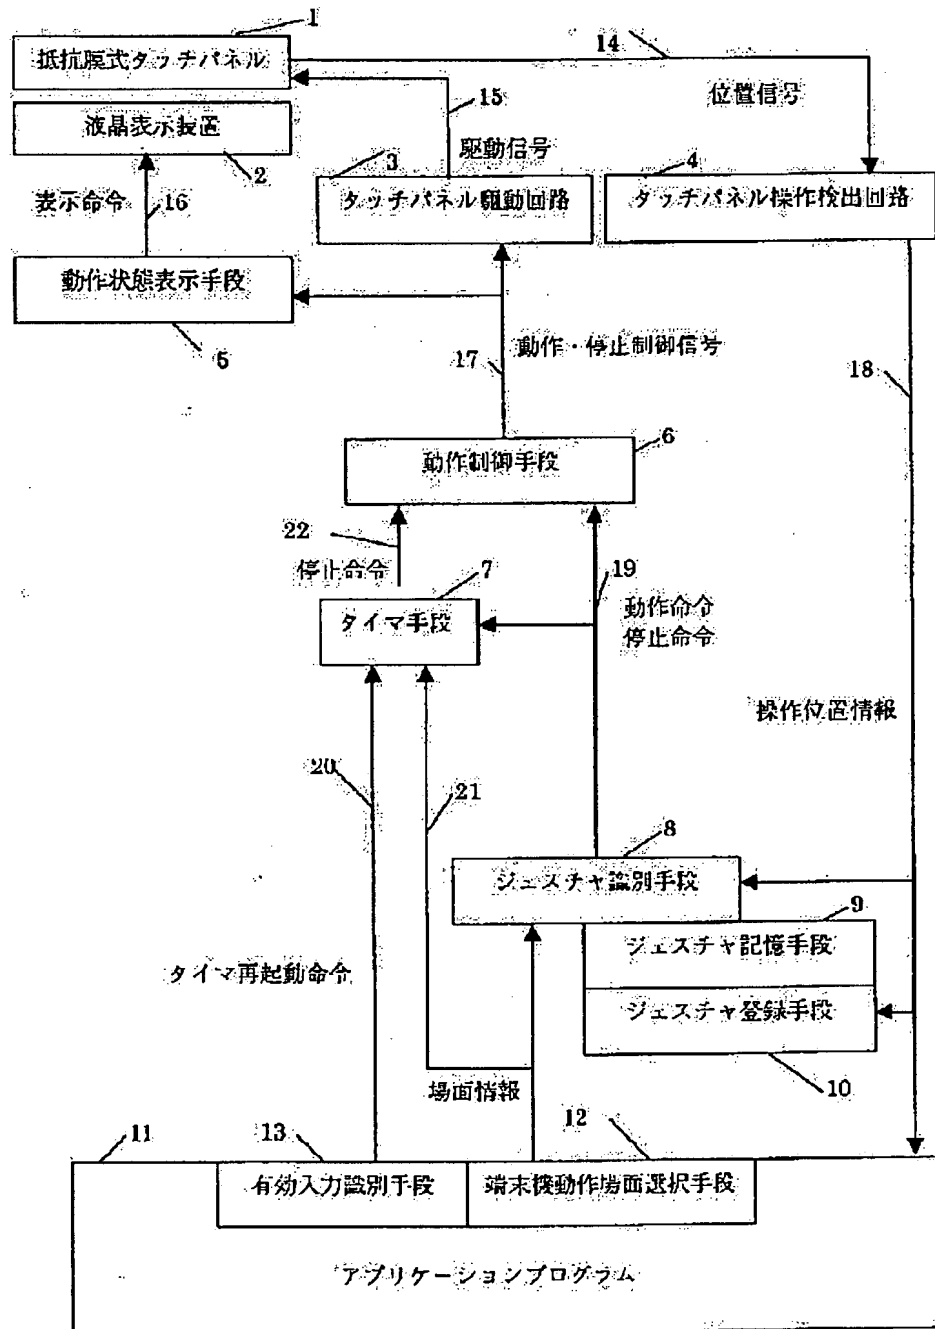 1
抵抗膜式タッチパネル
14
15
位置信号
液晶表示装置
2
3
駆動信号
4
表示命令
16
タッチパネル駆動回路
タッチパネル操作検出回路
動作状態表示手段
5
17
動作・停止制御信号
18
6
動作制御手段
22
停止命令
7
19
タイマ手段
動作命令
停止命令
操作位置情報
20
21
8
ジェスチャ識別手段
9
ジェスチャ記憶手段
タイマ再起動命令
ジェスチャ登録手段
10
場面情報
11
13
12
有効入力識別手段
端末機動作場面選択手段
アプリケーションプログラム